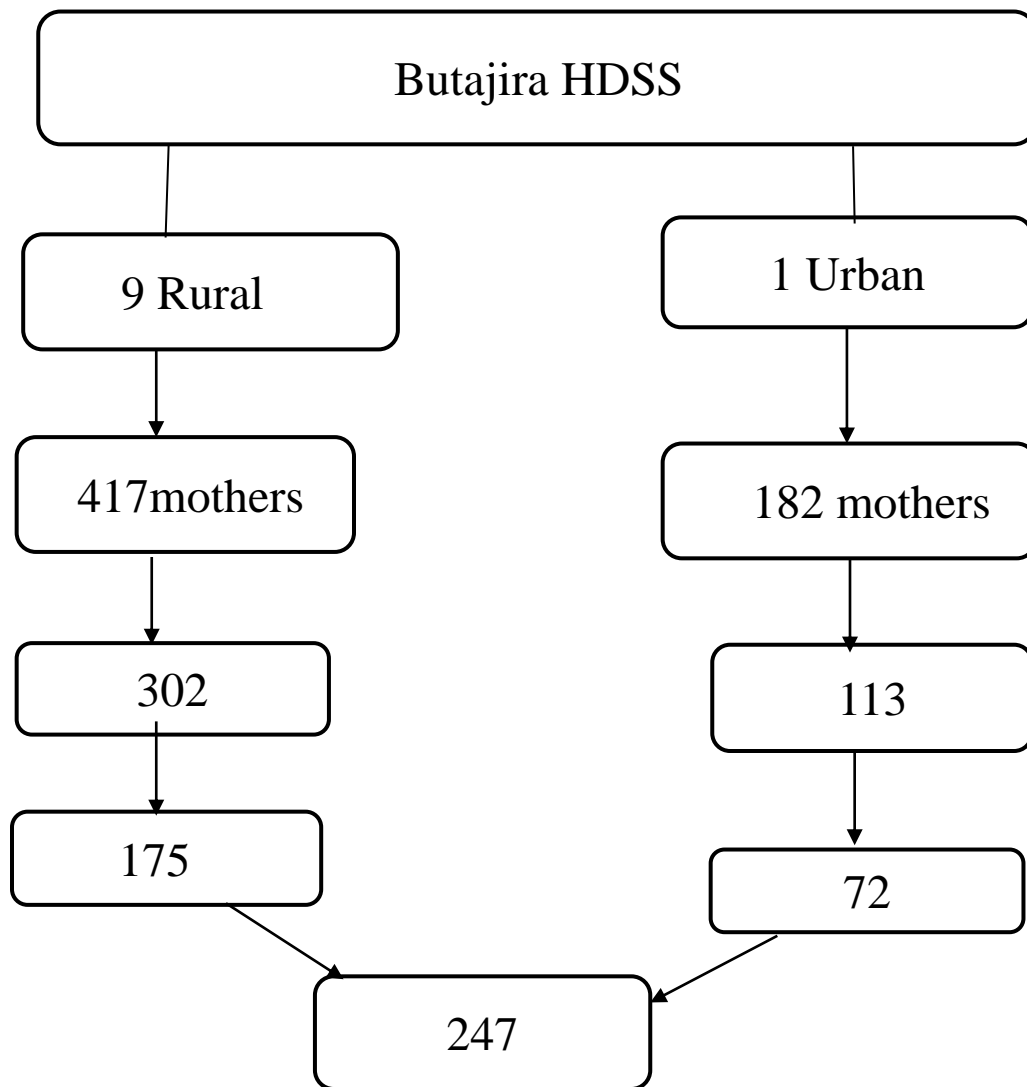 Butajira HDSS
9 Rural
1 Urban
417mothers
182 mothers
302
113
175
72
247